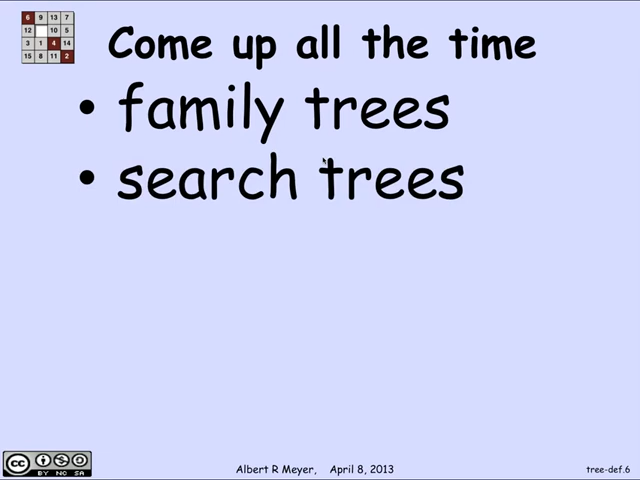 6 9 13 7
12 10 5
3 1 4 14
15 8 11 2
Come up all the time
• family trees
• search trees
cc BY NC SA
Albert R Meyer, April 8, 2013
tree-def.6